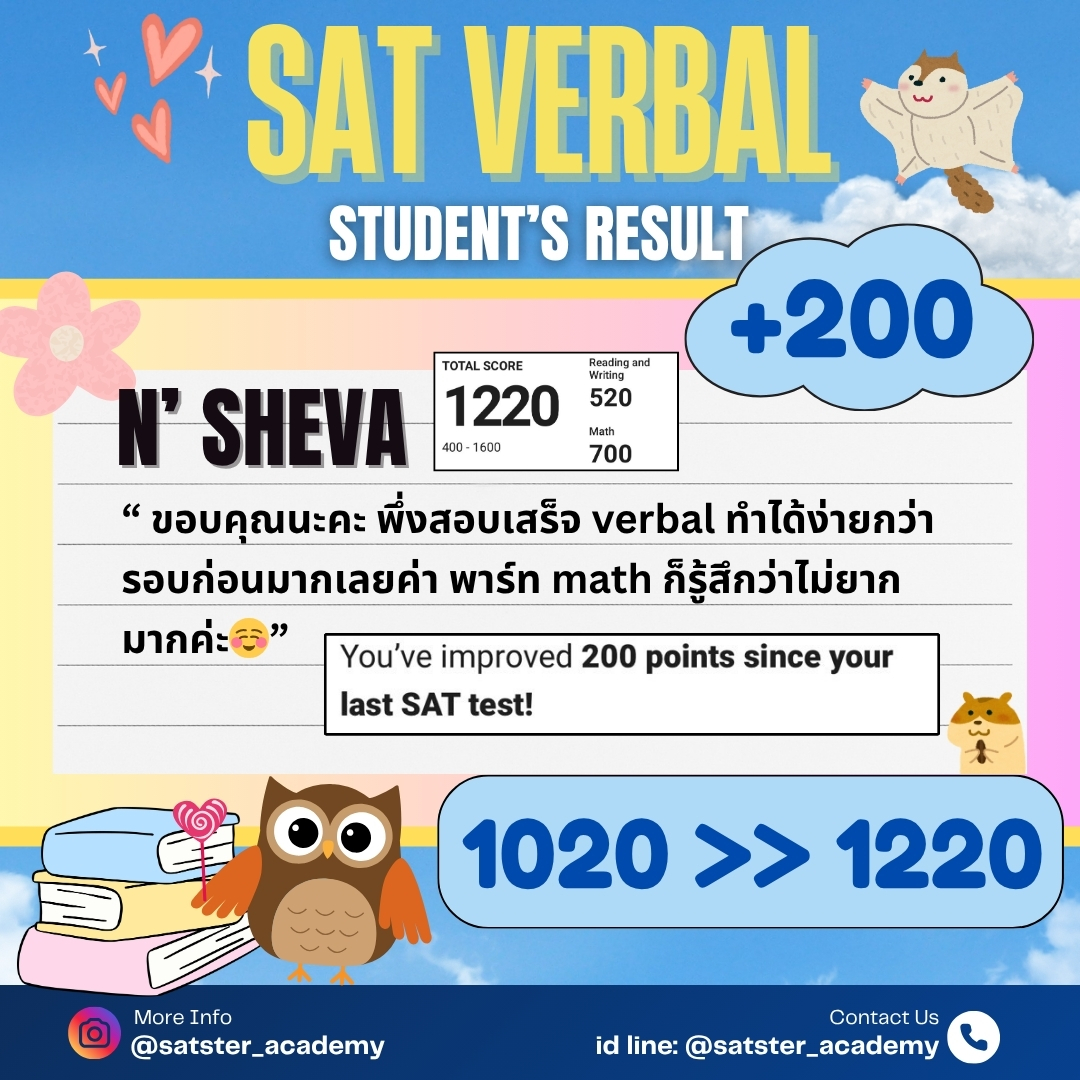 SAT VERBAL
STUDENT'S RESULT
+200
N' SHEVA
TOTAL SCORE
1220
400 - 1600
Reading and
Writing
520
Math
700
“ ขอบคุณนะคะ พึ่งสอบเสร็จ verbal ทำได้ง่ายกว่า
รอบก่อนมากเลยค่า พาร์ท math ก็รู้สึกว่าไม่ยาก
มากค่ะ☺️”
You've improved 200 points since your
last SAT test!
1020 >> 1220
More Info
@satster_academy
Contact Us
id line: @satster_academy